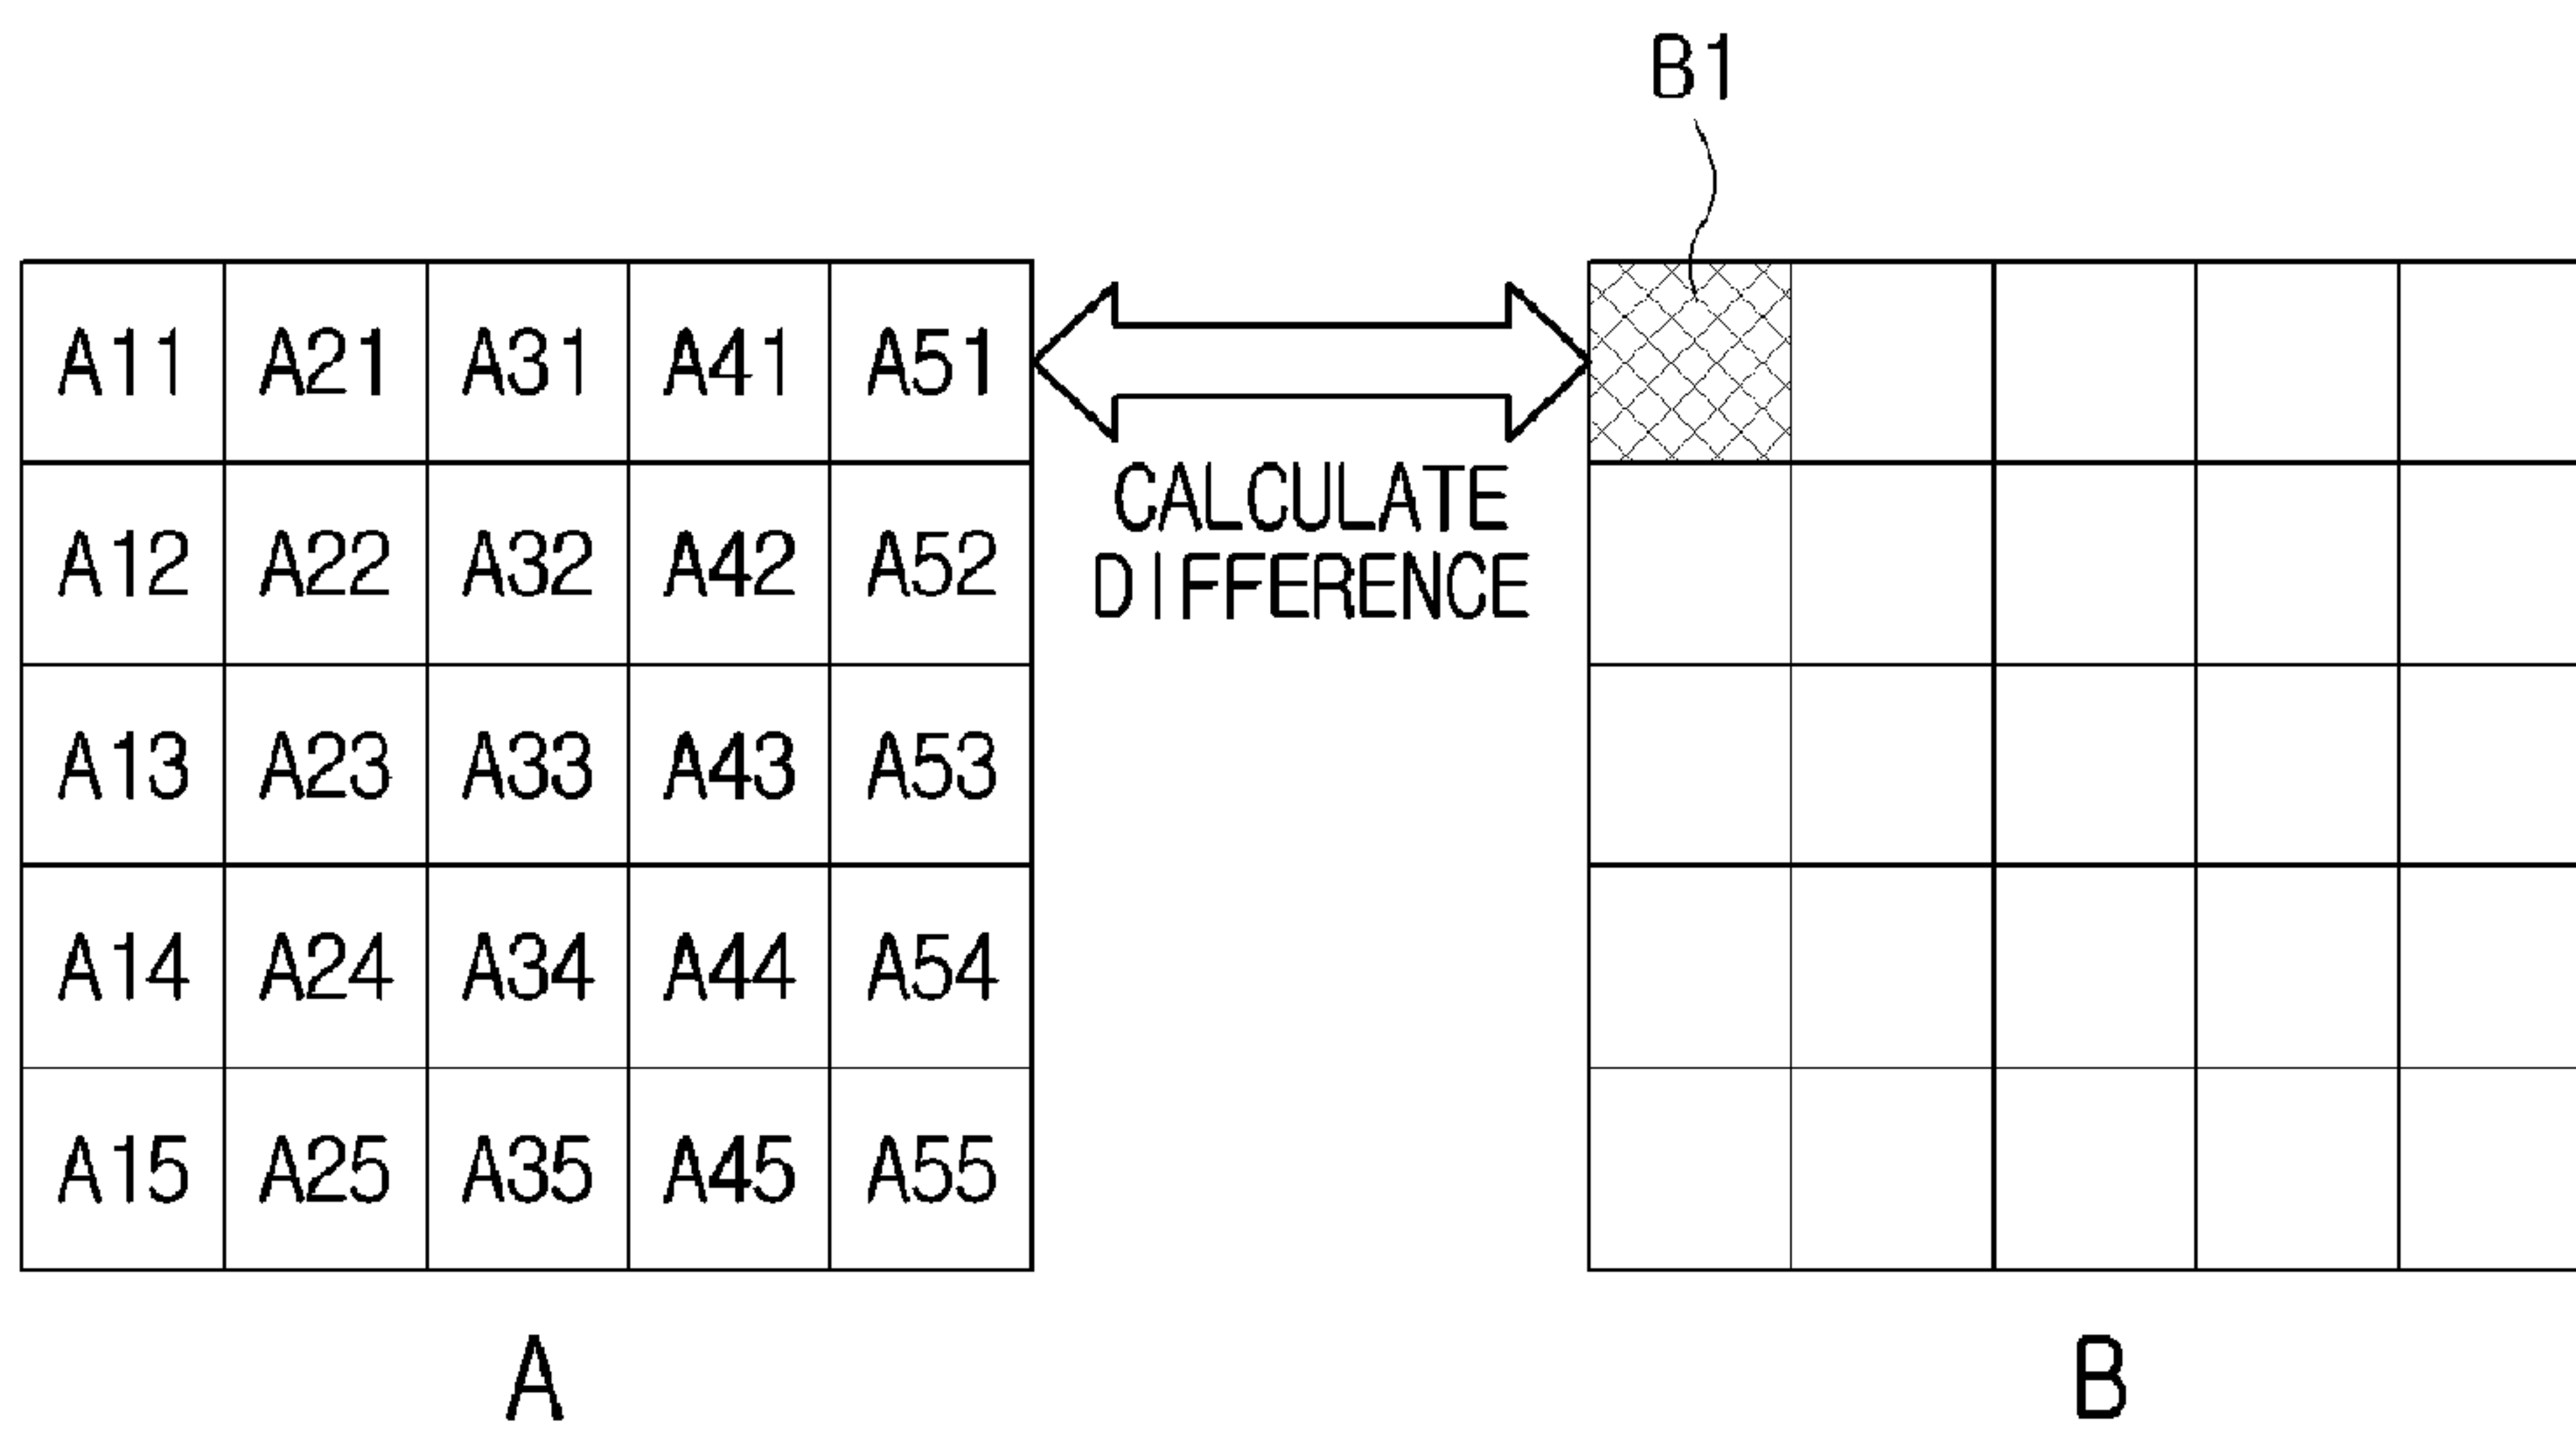 B1
A11 A21 A31 A41 A51
A12 A22 A32 A42 A52
A13 A23 A33 A43 A53
A14 A24 A34 A44 A54
A15 A25 A35 A45 A55
CALCULATE
DIFFERENCE
A
B